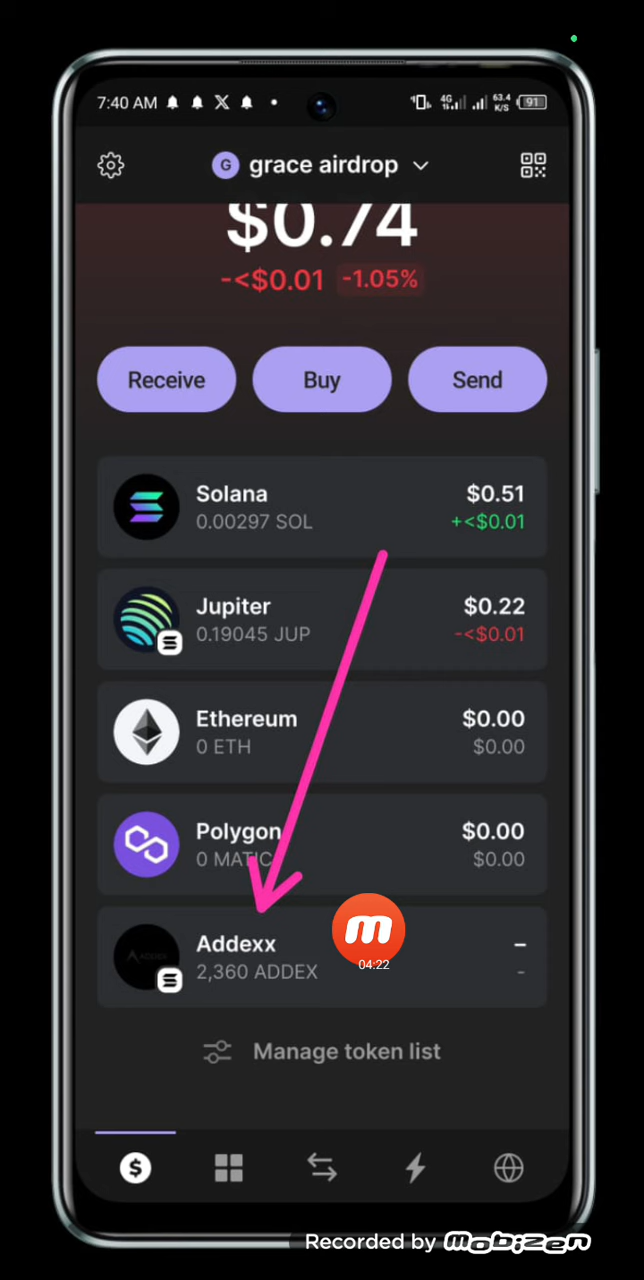 7:40 AM X 4G 63.4 K/S 91
G grace airdrop
$0.74
-<$0.01 -1.05%
Receive Buy Send
Solana $0.51
0.00297 SOL +<$0.01
Jupiter $0.22
0.19045 JUP -<$0.01
Ethereum $0.00
0 ETH $0.00
Polygon $0.00
0 MATIC $0.00
Addexx –
2,360 ADDEX -
m
04:22
Manage token list
$
Recorded by mobizen